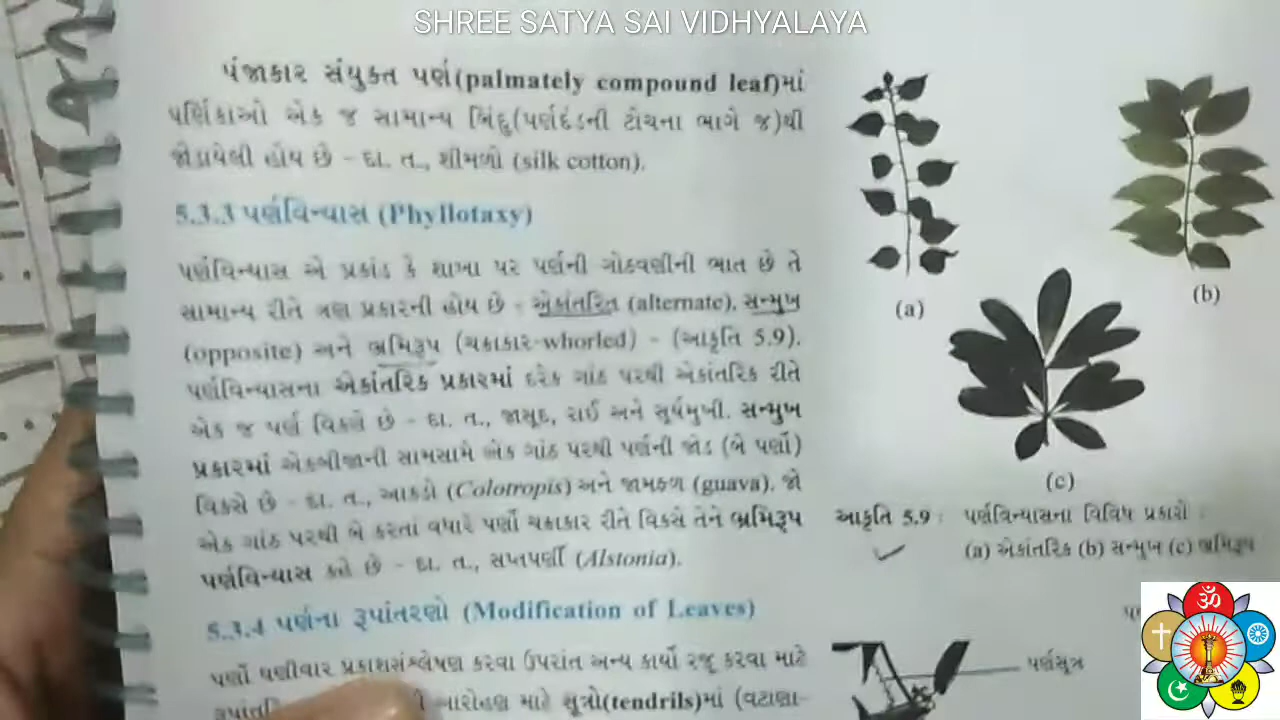 SHREE SATYA SAI VIDHYALAYA
પંજાકાર સંયુક્ત પર્ણ(palmately compound leaf)માં
પર્ણિકાઓ એક જ સામાન્ય બિંદુ(પર્ણદંડની ટોચના ભાગે જ)થી
જોડાયેલી હોય છે - દા. ત., શીમળો (silk cotton).
5.3.3 પર્ણવિન્યાસ (Phyllotaxy)
પર્ણવિન્યાસ એ પ્રકાંડ કે શાખા પર પર્ણની ગોઠવણીની ભાત છે તે
સામાન્ય રીતે ત્રણ પ્રકારની હોય છે - એકાંતરિત (alternate), સન્મુખ
(opposite) અને ભ્રમિરૂપ (ચક્રાકાર-whorled) - (આકૃતિ 5.9).
પર્ણવિન્યાસના એકાંતરિક પ્રકારમાં દરેક ગાંઠ પરથી એકાંતરિક રીતે
એક જ પર્ણ વિકસે છે - દા. ત., જાસૂદ, રાઈ અને સૂર્યમુખી. સન્મુખ
પ્રકારમાં એકબીજાની સામસામે એક ગાંઠ પરથી પર્ણની જોડ (બે પર્ણો)
વિકસે છે - દા. ત., આકડો (Colotropis) અને જામફળ (guava). જો
એક ગાંઠ પરથી બે કરતાં વધારે પર્ણો ચક્રાકાર રીતે વિકસે તેને ભ્રમિરૂપ
પર્ણવિન્યાસ કહે છે - દા. ત., સપ્તપર્ણી (Alstonia).
5.3.4 પર્ણના રૂપાંતરણો (Modification of Leaves)
પર્ણો ઘણીવાર પ્રકાશસંશ્લેષણ કરવા ઉપરાંત અન્ય કાર્યો રજૂ કરવા માટે
આરોહણ માટે સૂત્રો(tendrils)માં (વટાણા-
(a)
(b)
(c)
આકૃતિ 5.9 : પર્ણવિન્યાસના વિવિધ પ્રકારો :
(a) એકાંતરિક (b) સન્મુખ (c) ભ્રમિરૂપ
પર્ણસૂત્ર